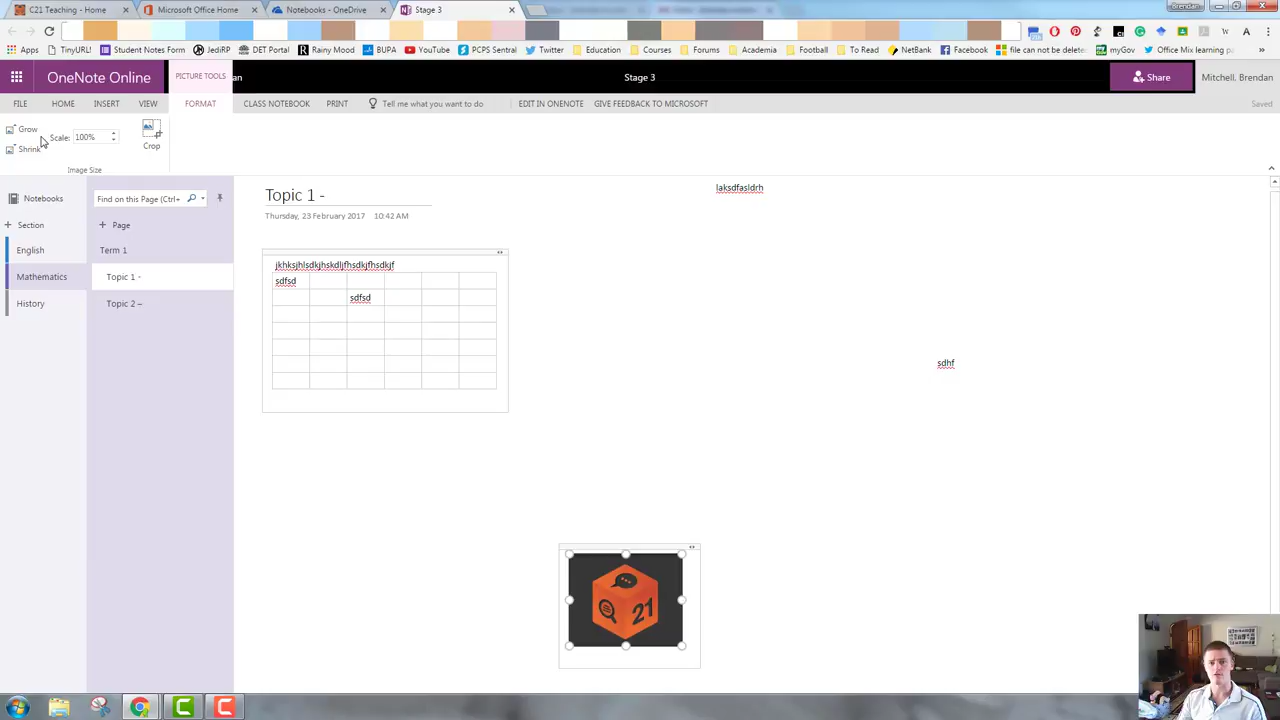 C21 Teaching - Home
Microsoft Office Home
Notebooks - OneDrive
Stage 3
Brendan
Apps TinyURL! Student Notes Form JediRP DET Portal Rainy Mood BUPA YouTube PCPS Sentral Twitter Education Courses Forums Academia Football To Read NetBank Facebook file can not be delete myGov Office Mix learning p
OneNote Online PICTURE TOOLS an Stage 3 Share Mitchell, Brendan
FILE HOME INSERT VIEW FORMAT CLASS NOTEBOOK PRINT Tell me what you want to do EDIT IN ONENOTE GIVE FEEDBACK TO MICROSOFT Saved
Grow
Scale: 100%
Shrink
Crop
Image Size
Notebooks
Find on this Page (Ctrl+
Section
Page
English
Mathematics
History
Term 1
Topic 1 -
Topic 2 –
Topic 1 -
Thursday, 23 February 2017 10:42 AM
laksdfasldrh
jkhksjhlsdkjhskdljfhsdkjfhsdkjf
sdfsd
sdfsd
sdhf
21